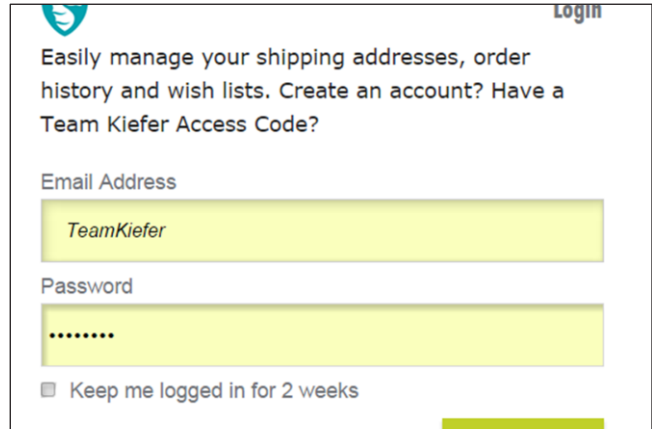 Login
Easily manage your shipping addresses, order
history and wish lists. Create an account? Have a
Team Kiefer Access Code?
Email Address
TeamKiefer
Password
••••••••
Keep me logged in for 2 weeks